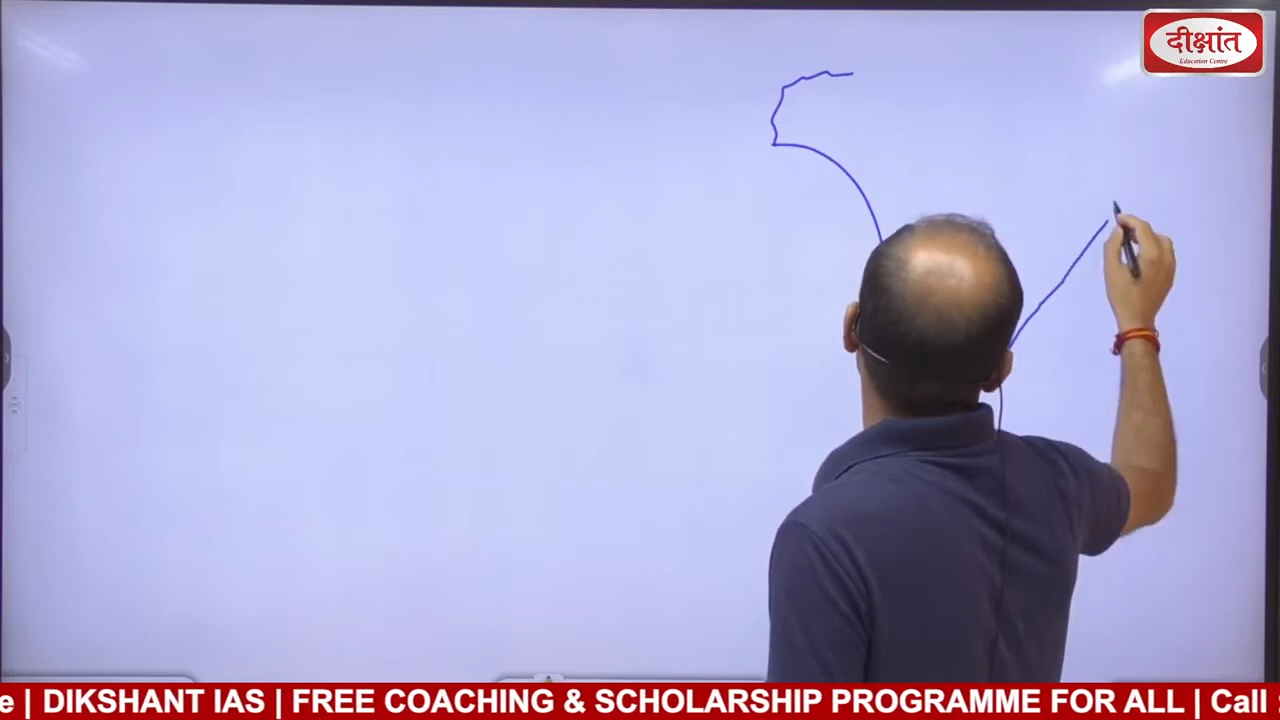 दीक्षांत
Education Centre
e | DIKSHANT IAS | FREE COACHING & SCHOLARSHIP PROGRAMME FOR ALL | Call